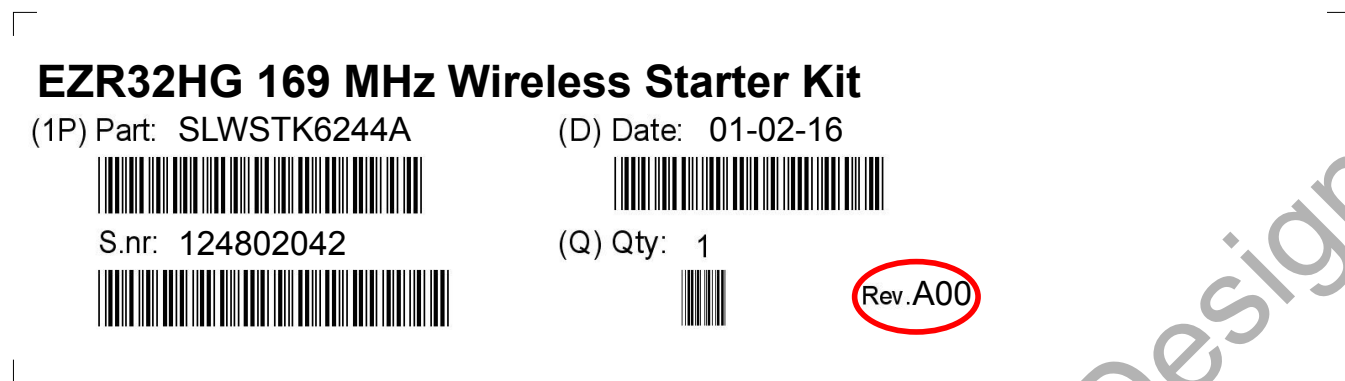 EZR32HG 169 MHz Wireless Starter Kit
(1P) Part: SLWSTK6244A (D) Date: 01-02-16
S.nr: 124802042 (Q) Qty: 1
Rev.A00
Design